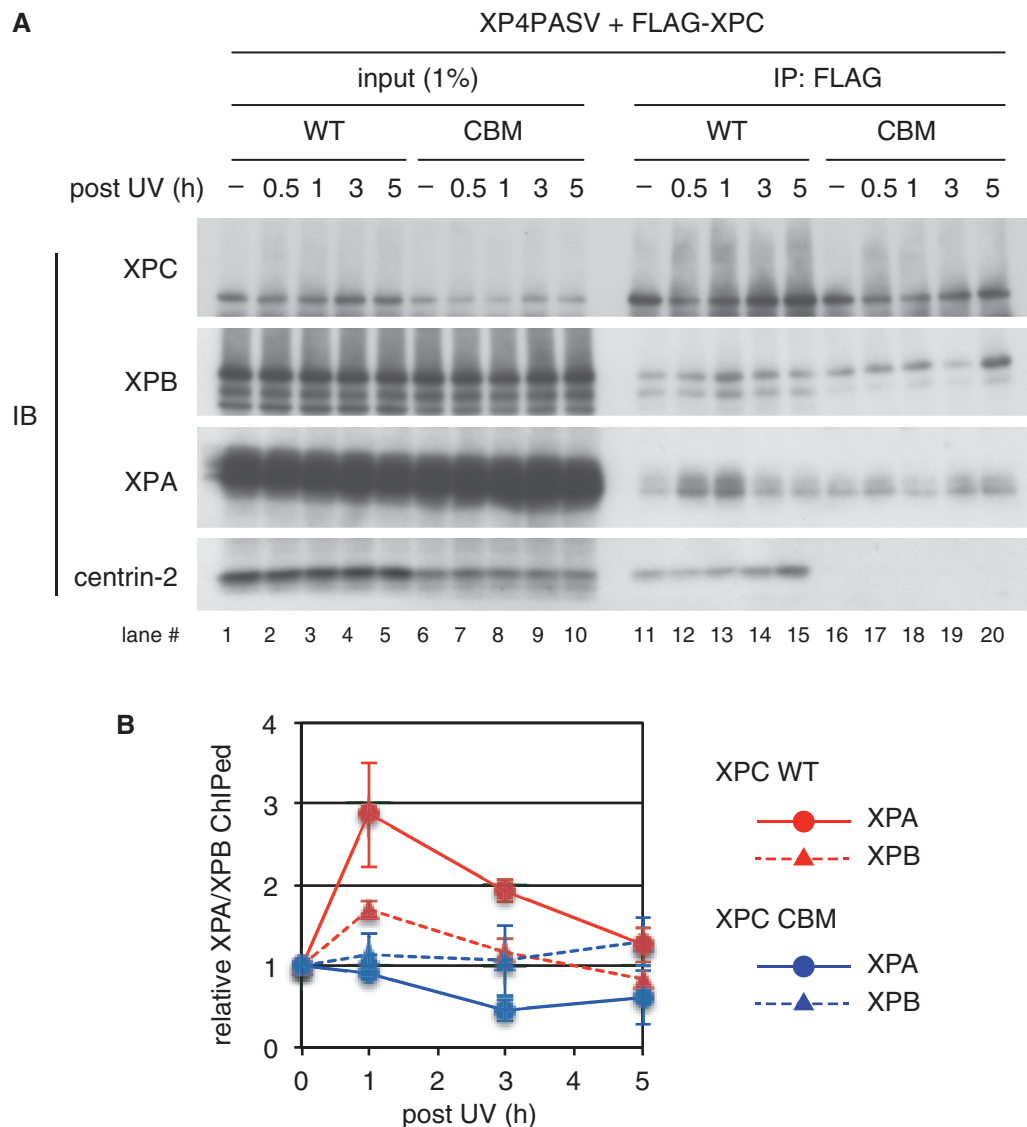 A
XP4PASV + FLAG-XPC
input (1%) IP: FLAG
WT CBM WT CBM
post UV (h) – 0.5 1 3 5 – 0.5 1 3 5 – 0.5 1 3 5 – 0.5 1 3 5
IB
XPC
XPB
XPA
centrin-2
lane # 1 2 3 4 5 6 7 8 9 10 11 12 13 14 15 16 17 18 19 20
B
relative XPA/XPB ChIPed
4
3
2
1
0
0 1 2 3 4 5
post UV (h)
XPC WT
XPA
XPB
XPC CBM
XPA
XPB